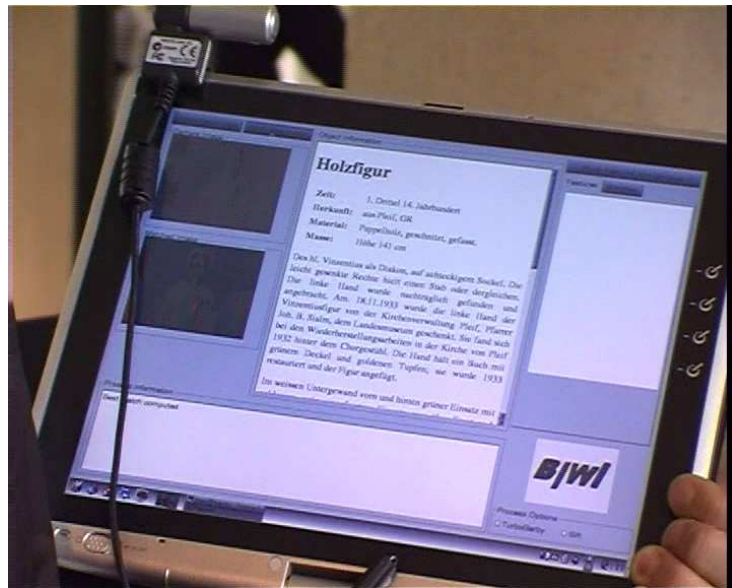 Object Information
Features
Holzfigur
Zeit: 1. Drittel 14. Jahrhundert
Herkunft: aus Pleif, GR
Material: Pappelholz, geschnitzt, gefasst.
Masse: Höhe 141 cm
Des hl. Vinzentius als Diakon, auf achteckigem Sockel. Die
leicht gesenkte Rechte hielt einen Stab oder dergleichen.
Die linke Hand wurde nachträglich gefunden und
angebracht. Am 18.11.1933 wurde die linke Hand der
Vinzentiusfigur von der Kirchenverwaltung Pleif, Pfarrer
Joh. B. Sialm, dem Landesmuseum geschenkt. Sie fand sich
bei den Wiederherstellungsarbeiten in der Kirche von Pleif
1932 hinter dem Chorgestühl. Die Hand hält ein Buch mit
grünem Deckel und goldenen Tupfen, sie wurde 1933
restauriert und der Figur angefügt.
Im weissen Untergewand vorn und hinten grüner Einsatz mit
Process Information
Best match computed
BIWI
Process Options